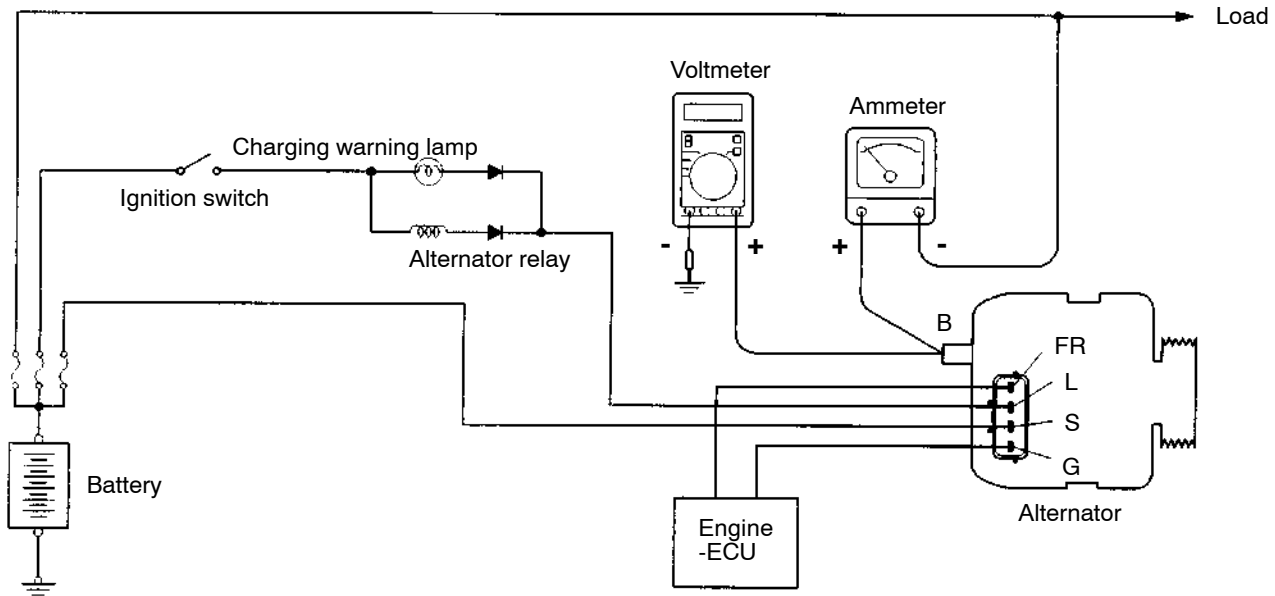 Load
Voltmeter
Ammeter
Charging warning lamp
Ignition switch
Alternator relay
- +
+ -
B
FR
L
S
G
Battery
Alternator
Engine
-ECU